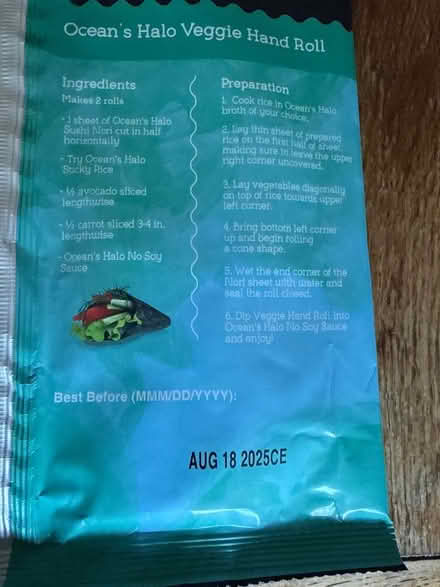 Ocean's Halo Veggie Hand Roll
Ingredients
Makes 2 rolls
- 1 sheet of Ocean's Halo
Sushi Nori cut in half
horizontally
- Try Ocean's Halo
Sticky Rice
- ½ avocado sliced
lengthwise
- ½ carrot sliced 3-4 in.
lengthwise
- Ocean's Halo No Soy
Sauce
Preparation
1. Cook rice in Ocean's Halo
broth of your choice.
2. Lay thin sheet of prepared
rice on the first half of sheet,
making sure to leave the upper
right corner uncovered.
3. Lay vegetables diagonally
on top of rice towards upper
left corner.
4. Bring bottom left corner
up and begin rolling
a cone shape.
5. Wet the end corner of the
Nori sheet with water and
seal the roll closed.
6. Dip Veggie Hand Roll into
Ocean's Halo No Soy Sauce
and enjoy!
Best Before (MMM/DD/YYYY):
AUG 18 2025CE